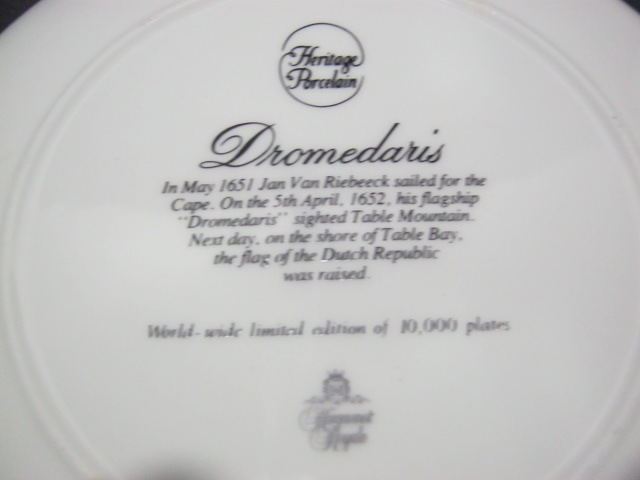 Heritage
Porcelain
Dromedaris
In May 1651 Jan Van Riebeeck sailed for the
Cape. On the 5th April, 1652, his flagship
"Dromedaris" sighted Table Mountain.
Next day, on the shore of Table Bay,
the flag of the Dutch Republic
was raised.
World-wide limited edition of 10,000 plates